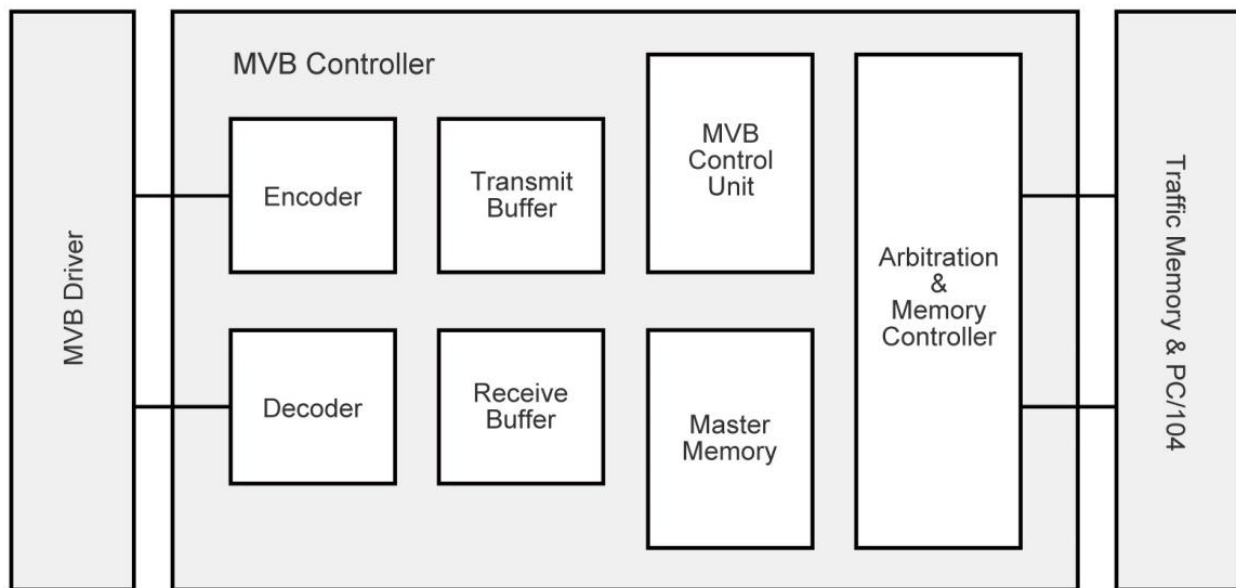 MVB Driver
MVB Controller
Encoder
Transmit
Buffer
MVB
Control
Unit
Decoder
Receive
Buffer
Master
Memory
Arbitration
&
Memory
Controller
Traffic Memory & PC/104